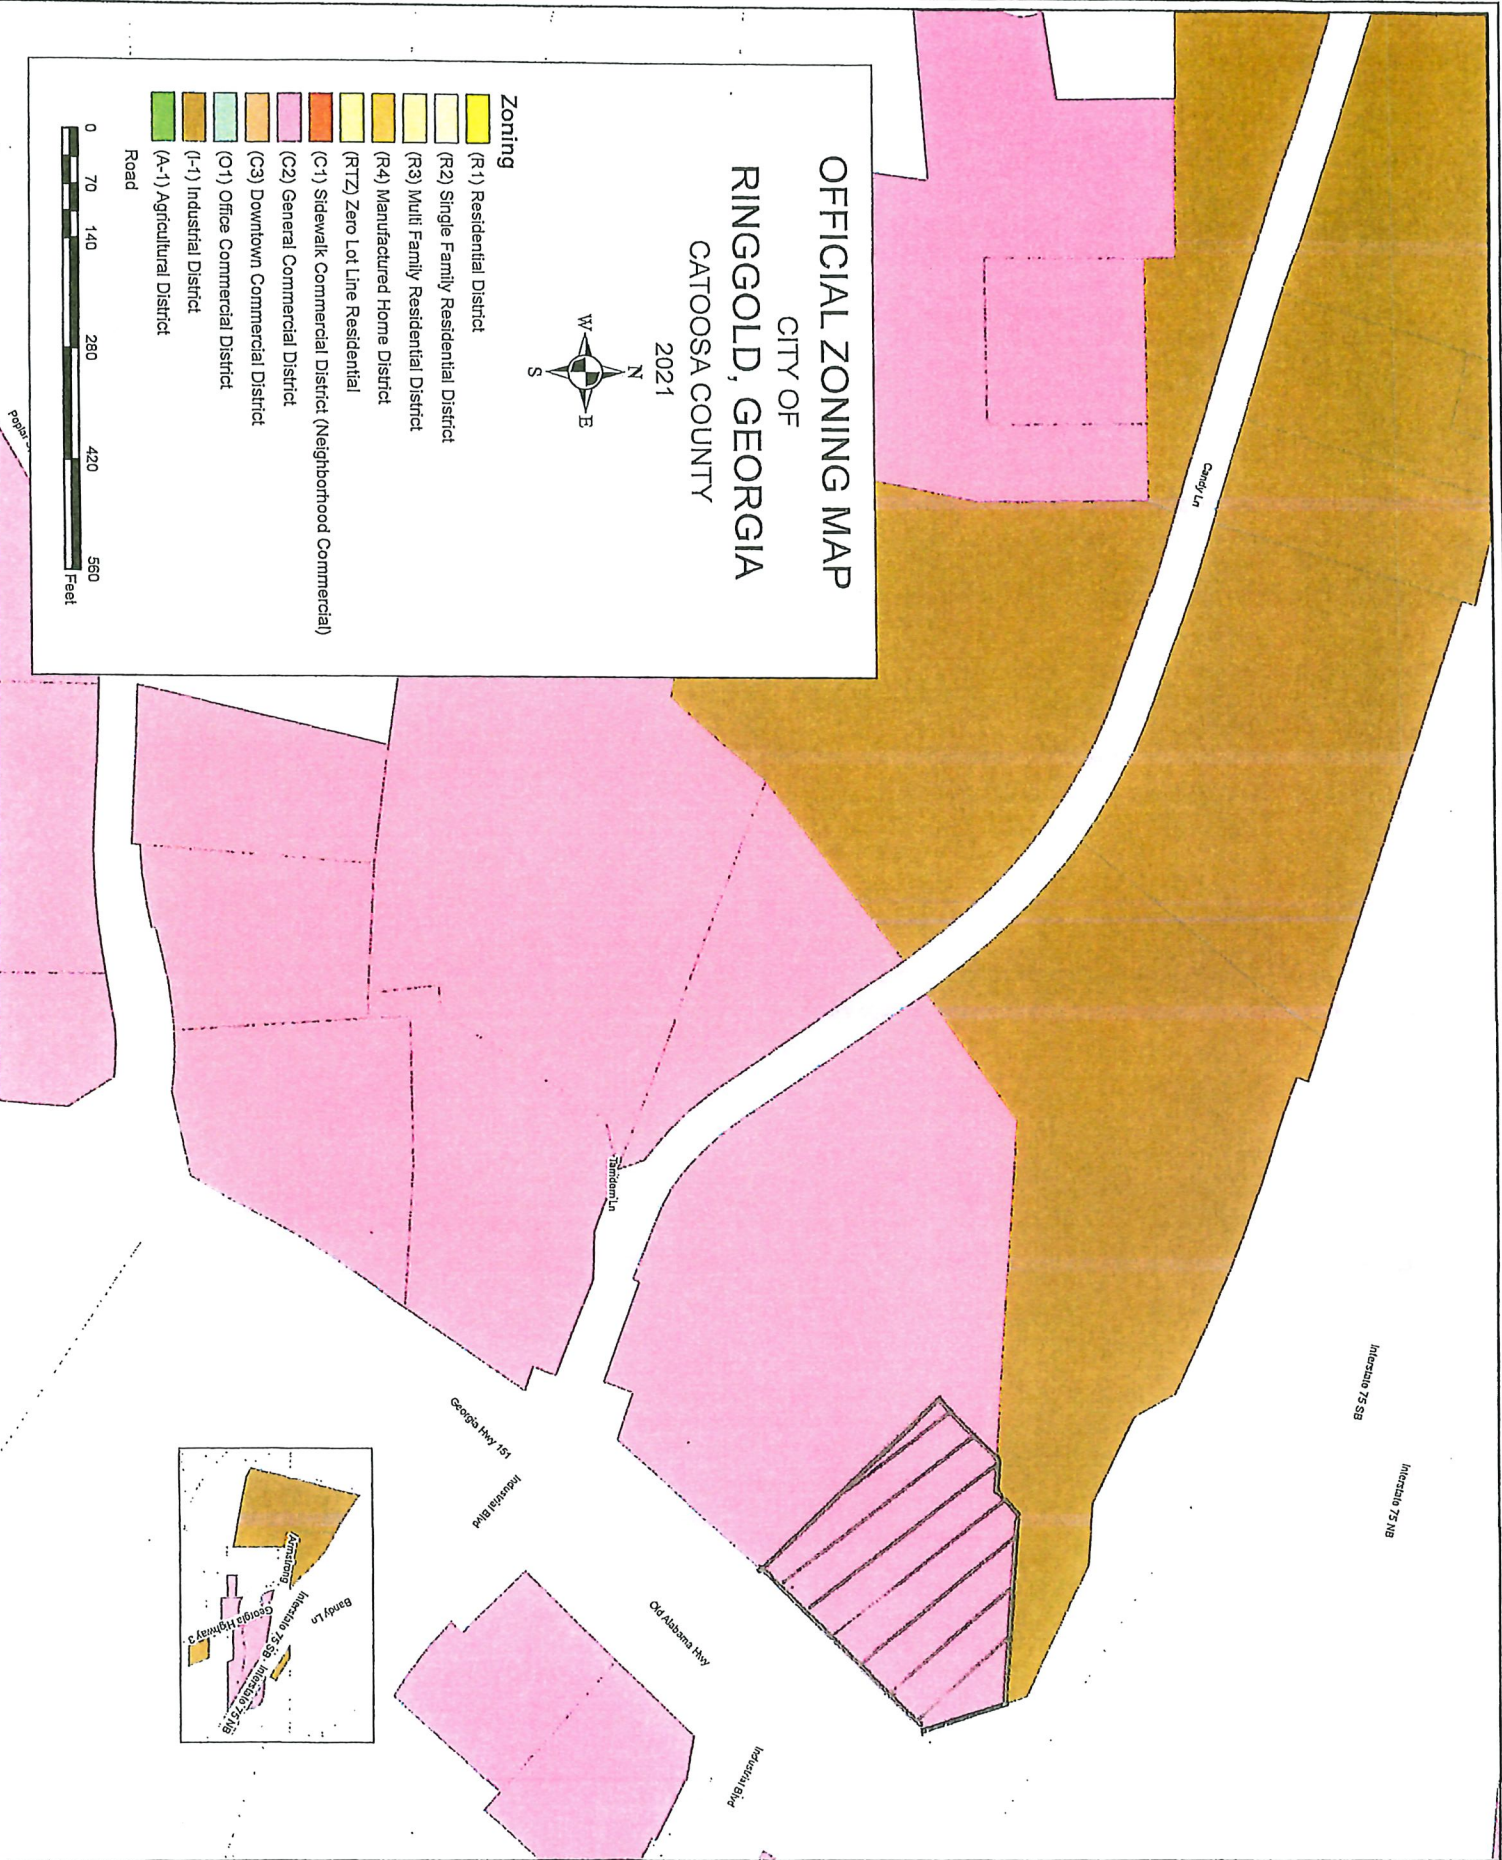 OFFICIAL ZONING MAP
CITY OF
RINGGOLD, GEORGIA
CATOOSA COUNTY
2021
N
W
E
S
Zoning
(R1) Residential District
(R2) Single Family Residential District
(R3) Multi Family Residential District
(R4) Manufactured Home District
(RTZ) Zero Lot Line Residential
(C1) Sidewalk Commercial District (Neighborhood Commercial)
(C2) General Commercial District
(C3) Downtown Commercial District
(O1) Office Commercial District
(I-1) Industrial District
(A-1) Agricultural District
Road
0 70 140 280 420 560
Feet
Candy Ln
Interstate 75 SB
Interstate 75 NB
Tamdom Ln
Georgia Hwy 151
Industrial Blvd
Old Alabama Hwy
Industrial Blvd
Poplar
Bandy Ln
Armstrong
Interstate 75 SB
Interstate 75 NB
Georgia Highway 3